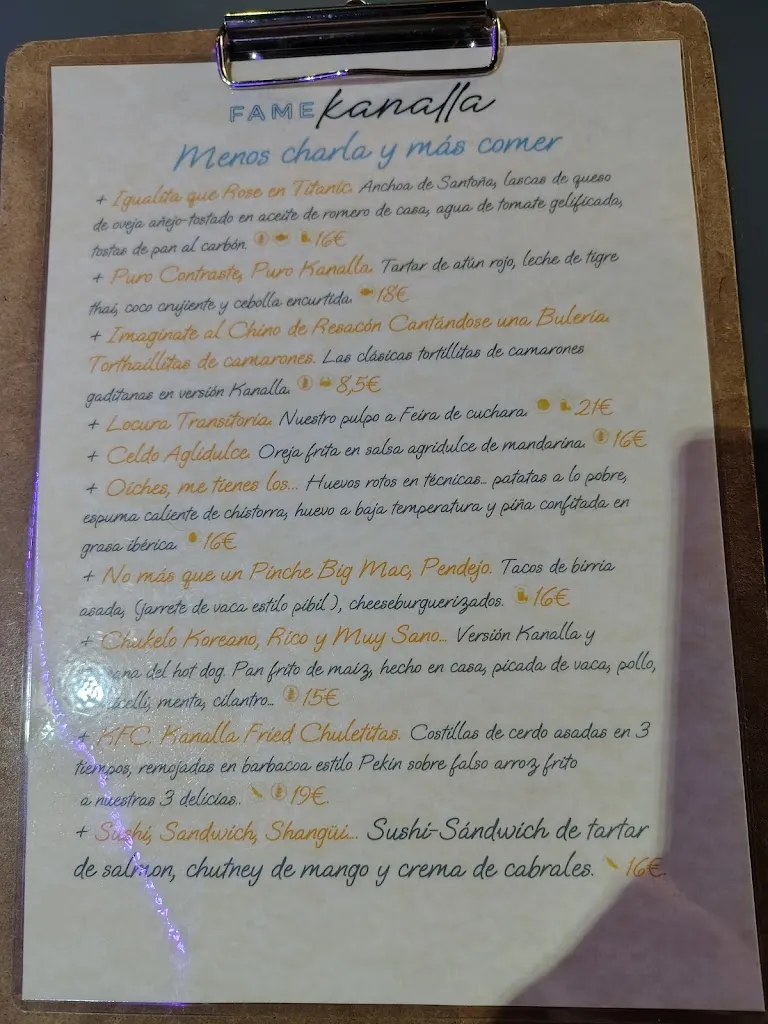 FAME Kanalla
Menos charla y más comer
+ Igualita que Rose en Titanic. Anchoa de Santoña, lascas de queso
de oveja añejo-tostado en aceite de romero de casa, agua de tomate gelificada,
tostas de pan al carbón. 16€
+ Puro Contraste, Puro Kanalla. Tartar de atún rojo, leche de tigre
thai, coco crujiente y cebolla encurtida. 18€
+ Imagínate al Chino de Resacón Cantándose una Bulería.
Torthaillitas de camarones. Las clásicas tortillitas de camarones
gaditanas en versión Kanalla. 8,5€
+ Locura Transitoria. Nuestro pulpo a Feira de cuchara. 21€
+ Celdo Aglidulce. Oreja frita en salsa agridulce de mandarina. 16€
+ Oiches, me tienes los... Huevos rotos en técnicas... patatas a lo pobre,
espuma caliente de chistorra, huevo a baja temperatura y piña confitada en
grasa ibérica. 16€
+ No más que un Pinche Big Mac, Pendejo. Tacos de birria
asada, (jarrete de vaca estilo pibil), cheeseburguerizados. 16€
+ Chukelo Koreano, Rico y Muy Sano... Versión Kanalla y
del hot dog. Pan frito de maiz, hecho en casa, picada de vaca, pollo,
menta, cilantro... 15€
+ KFC. Kanalla Fried Chuletitas. Costillas de cerdo asadas en 3
tiempos, remojadas en barbacoa estilo Pekin sobre falso arroz frito
a nuestras 3 delicias.. 19€
+ Sushi, Sandwich, Shangüi... Sushi-Sándwich de tartar
de salmon, chutney de mango y crema de cabrales. 16€